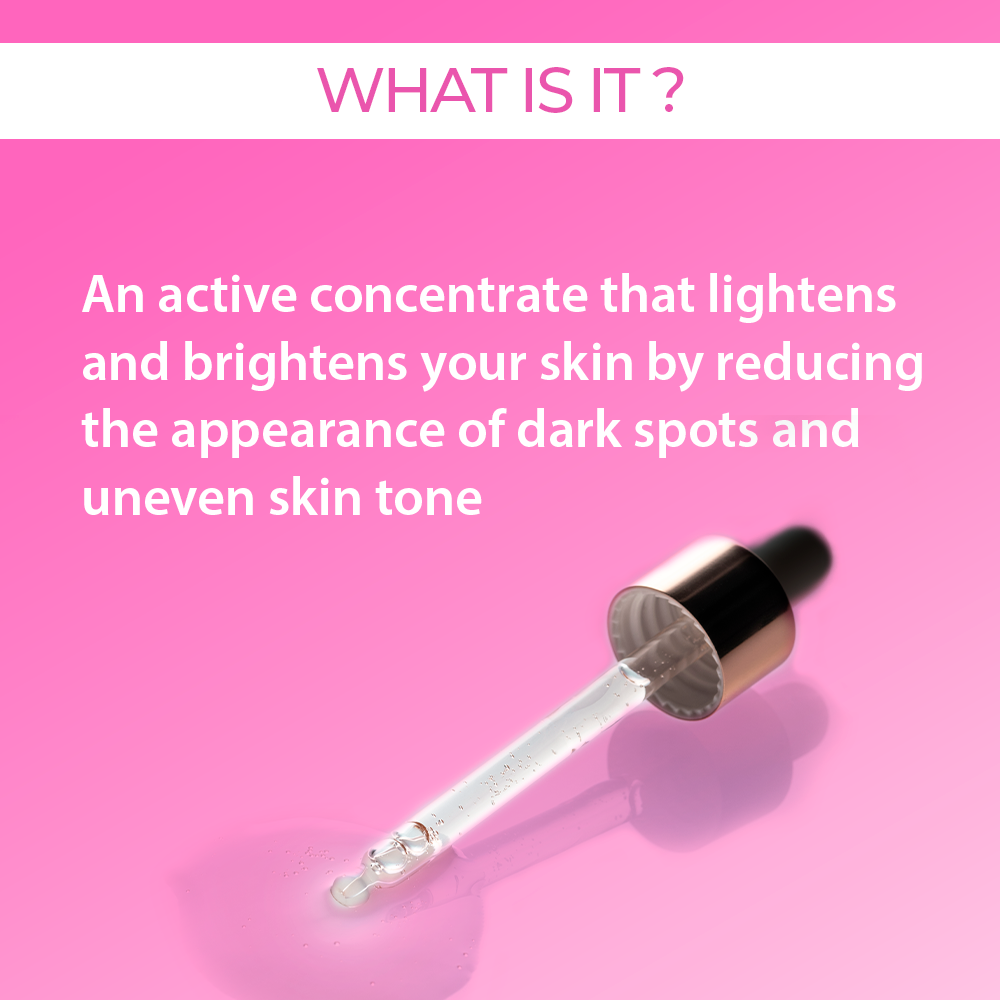 WHAT IS IT ?
An active concentrate that lightens
and brightens your skin by reducing
the appearance of dark spots and
uneven skin tone